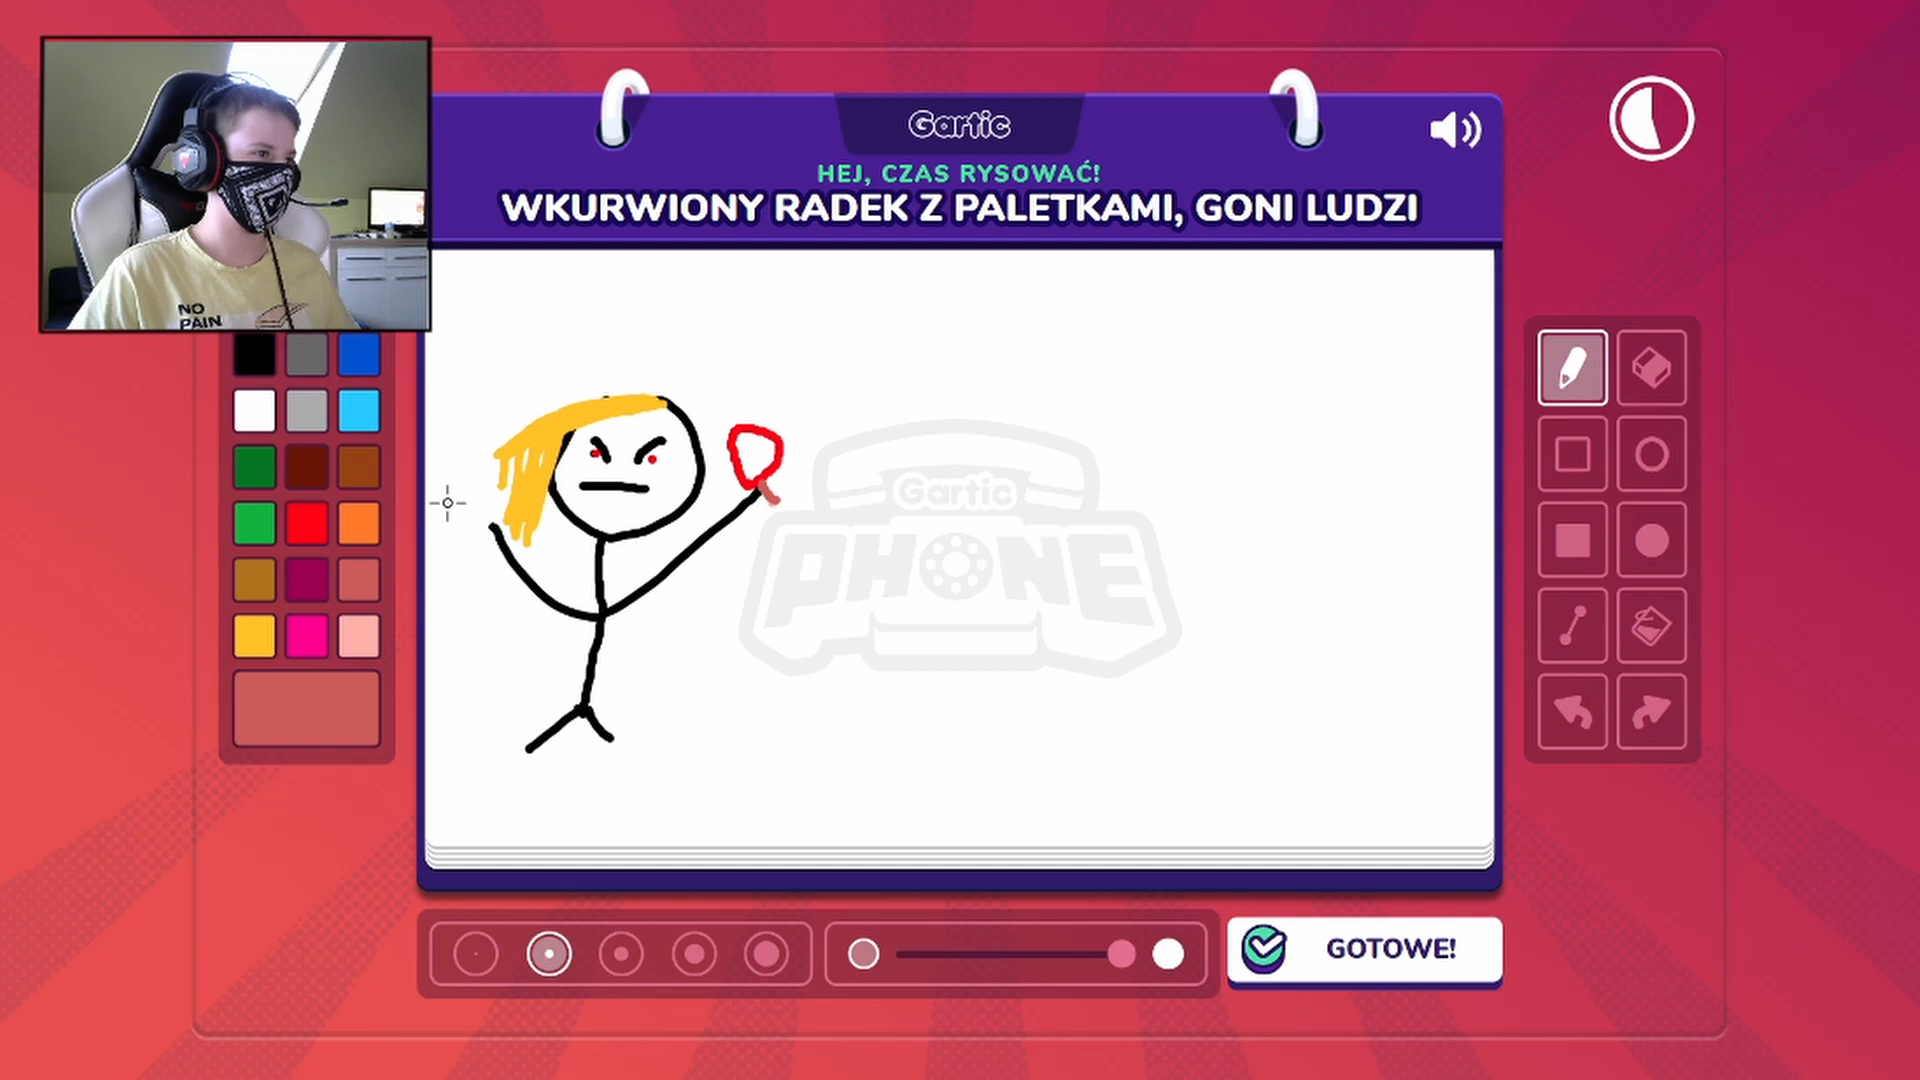 Gartic
HEJ, CZAS RYSOWAĆ!
WKURWIONY RADEK Z PALETKAMI, GONI LUDZI
NO
PAIN
Gartic
PHONE
GOTOWE!